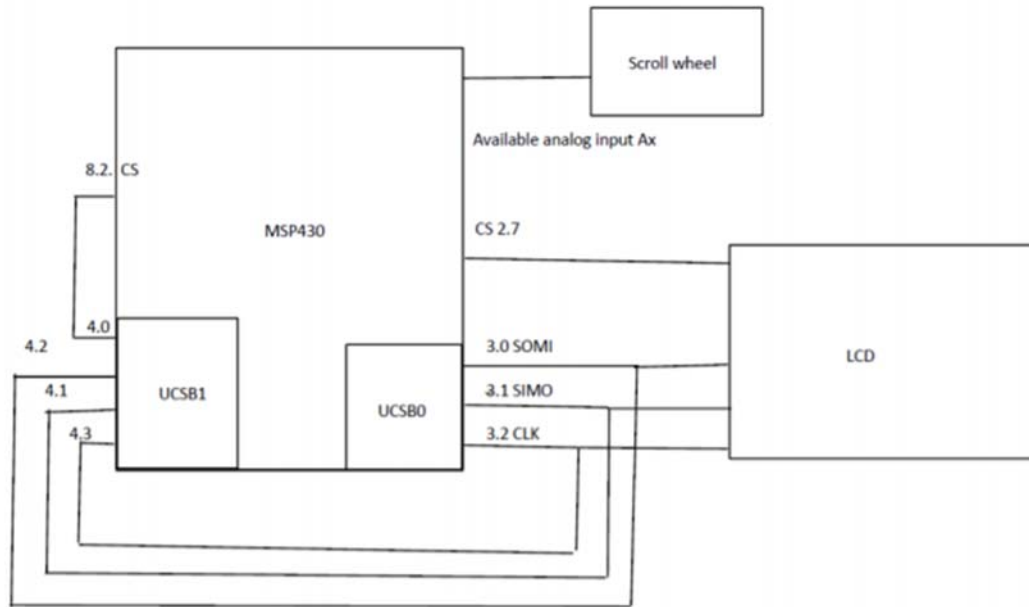 Scroll wheel
Available analog input Ax
8.2. CS
MSP430
CS 2.7
4.0
4.2
3.0 SOMI
LCD
4.1
UCSB1
3.1 SIMO
UCSB0
4.3
3.2 CLK